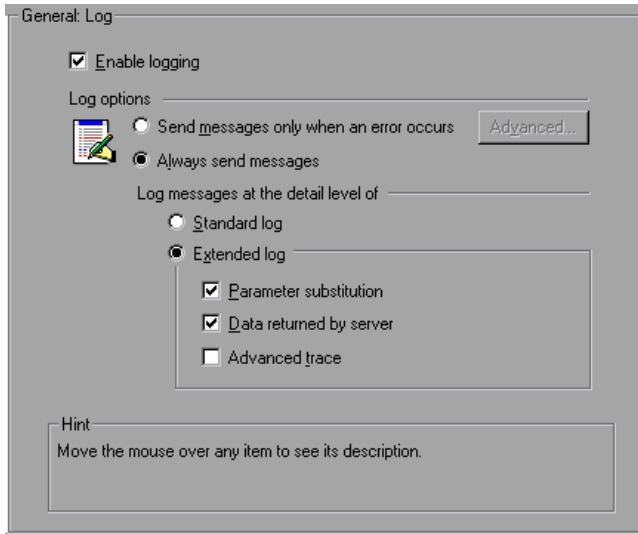 General: Log
Enable logging
Log options
Send messages only when an error occurs
Advanced...
Always send messages
Log messages at the detail level of
Standard log
Extended log
Parameter substitution
Data returned by server
Advanced trace
Hint
Move the mouse over any item to see its description.